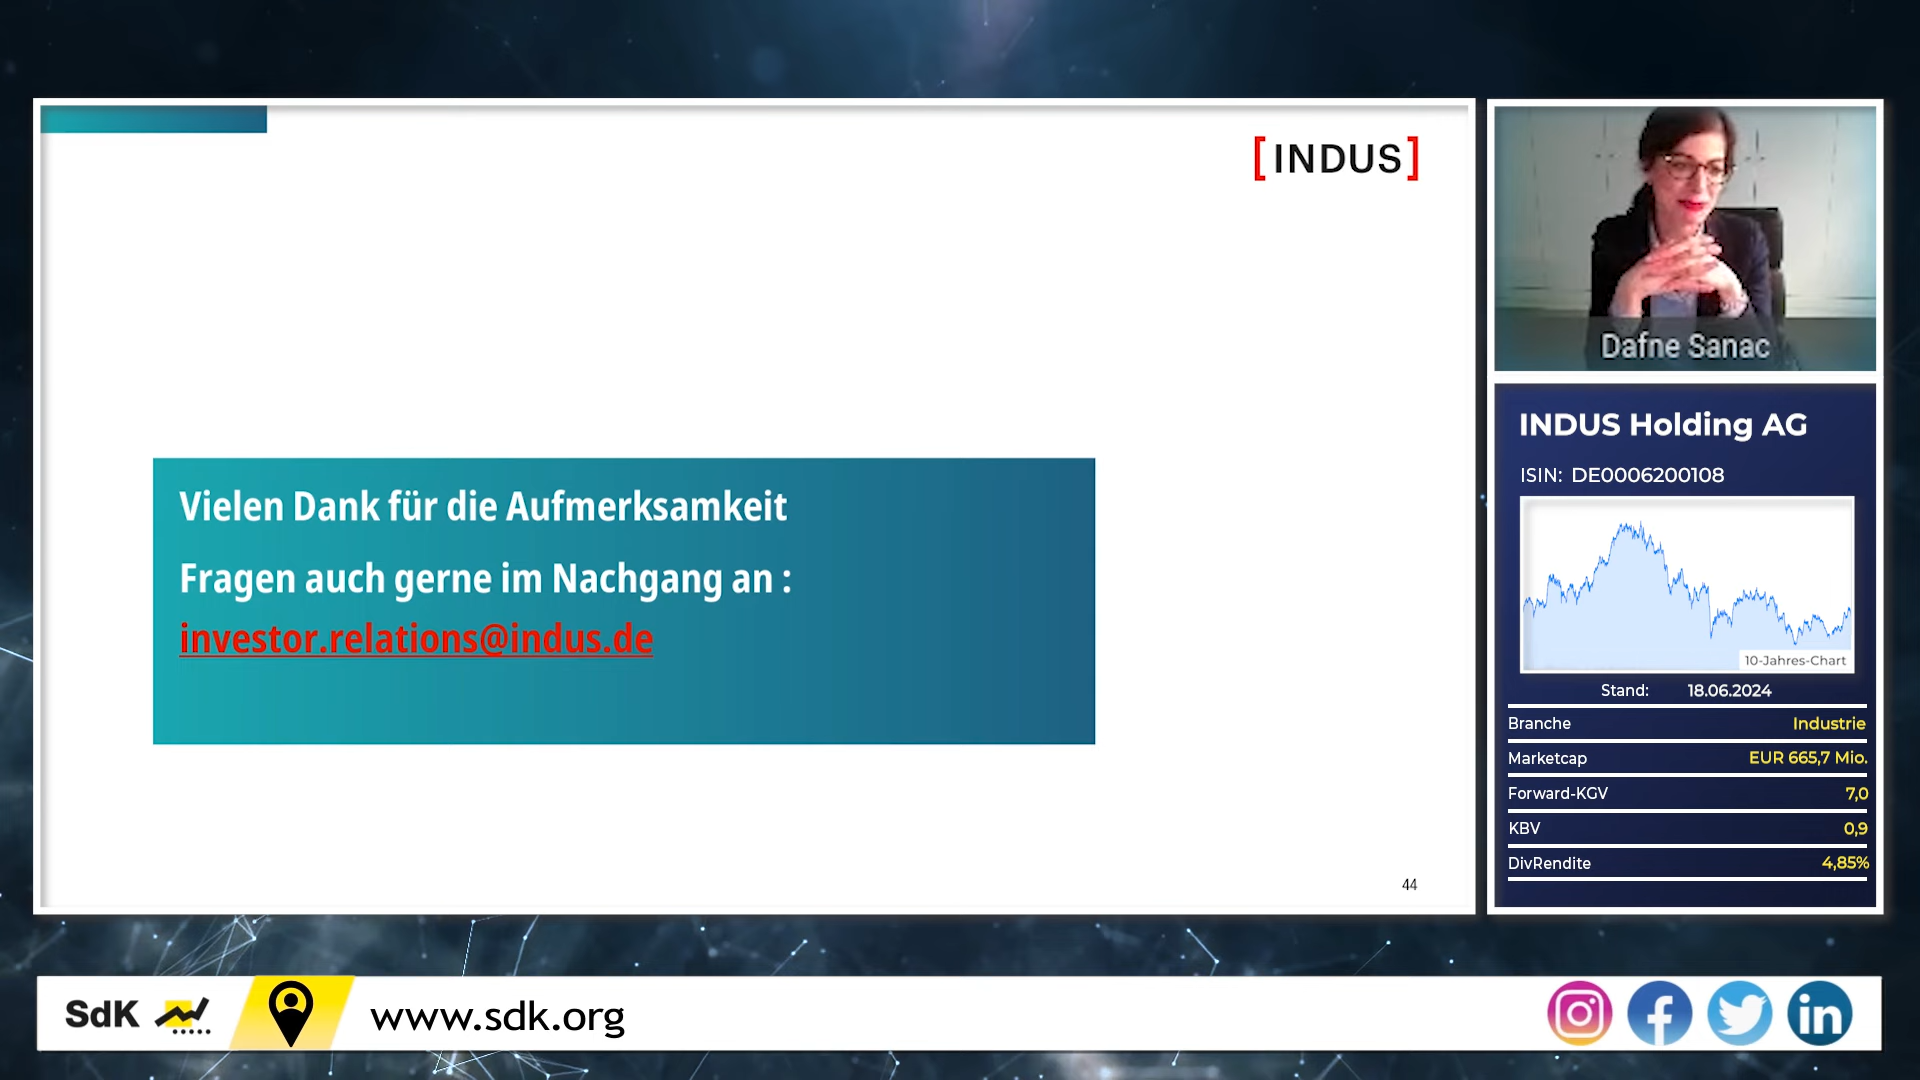 [INDUS]
Vielen Dank für die Aufmerksamkeit
Fragen auch gerne im Nachgang an :
investor.relations@indus.de
44
Dafne Sanac
INDUS Holding AG
ISIN: DE0006200108
10-Jahres-Chart
Stand: 18.06.2024
Branche Industrie
Marketcap EUR 665,7 Mio.
Forward-KGV 7,0
KBV 0,9
DivRendite 4,85%
SdK
www.sdk.org